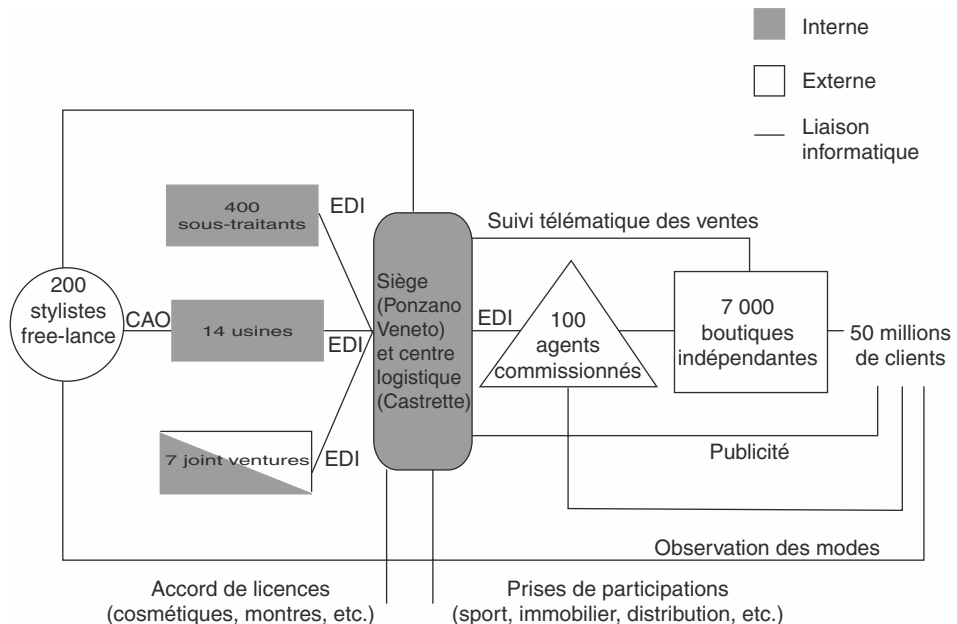 Interne
Externe
Liaison
informatique
400
sous-traitants
EDI
Suivi télématique des ventes
200
stylistes
free-lance
CAO
14 usines
EDI
Siège
(Ponzano
Veneto)
et centre
logistique
(Castrette)
EDI
100
agents
commissionnés
7 000
boutiques
indépendantes
50 millions
de clients
7 joint ventures
EDI
Publicité
Observation des modes
Accord de licences
(cosmétiques, montres, etc.)
Prises de participations
(sport, immobilier, distribution, etc.)